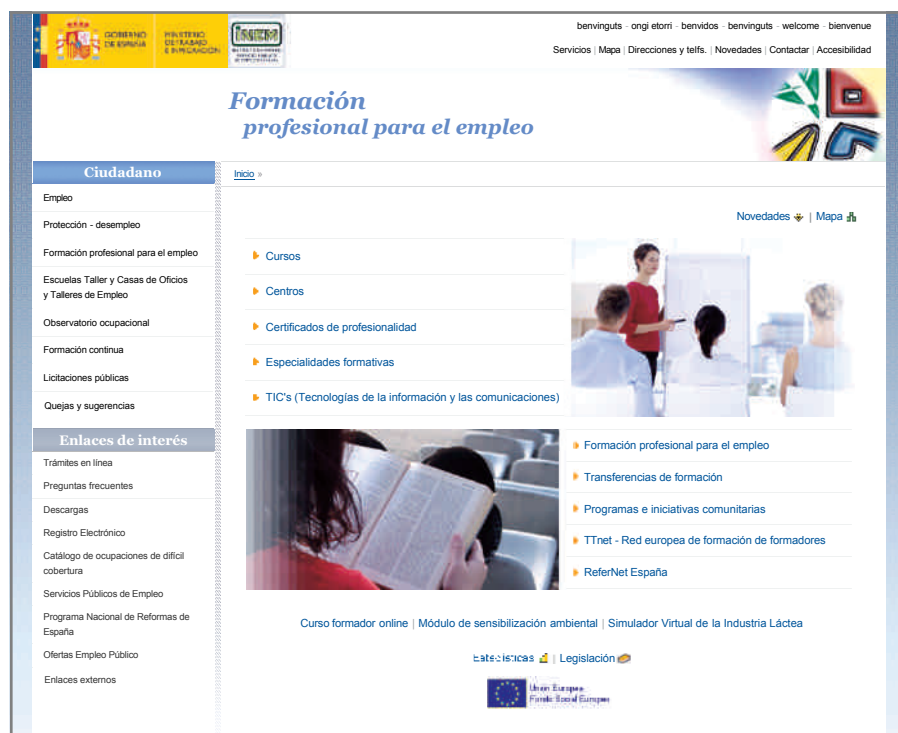 GOBIERNO
DE ESPAÑA
MINISTERIO
DE TRABAJO
E INMIGRACIÓN
benvinguts - ongi etorri - benvidos - benvinguts - welcome - bienvenue
Servicios | Mapa | Direcciones y telfs. | Novedades | Contactar | Accesibilidad
Formación
profesional para el empleo
Ciudadano
Inicio »
Empleo
Protección - desempleo
Formación profesional para el empleo
Escuelas Taller y Casas de Oficios
y Talleres de Empleo
Observatorio ocupacional
Formación continua
Licitaciones públicas
Quejas y sugerencias
Enlaces de interés
Trámites en línea
Preguntas frecuentes
Descargas
Registro Electrónico
Catálogo de ocupaciones de difícil
cobertura
Servicios Públicos de Empleo
Programa Nacional de Reformas de
España
Ofertas Empleo Público
Enlaces externos
Novedades | Mapa
Cursos
Centros
Certificados de profesionalidad
Especialidades formativas
TIC's (Tecnologías de la información y las comunicaciones)
Formación profesional para el empleo
Transferencias de formación
Programas e iniciativas comunitarias
TTnet - Red europea de formación de formadores
ReferNet España
Curso formador online | Módulo de sensibilización ambiental | Simulador Virtual de la Industria Láctea
| Legislación
Unión Europea
Fondo Social Europeo